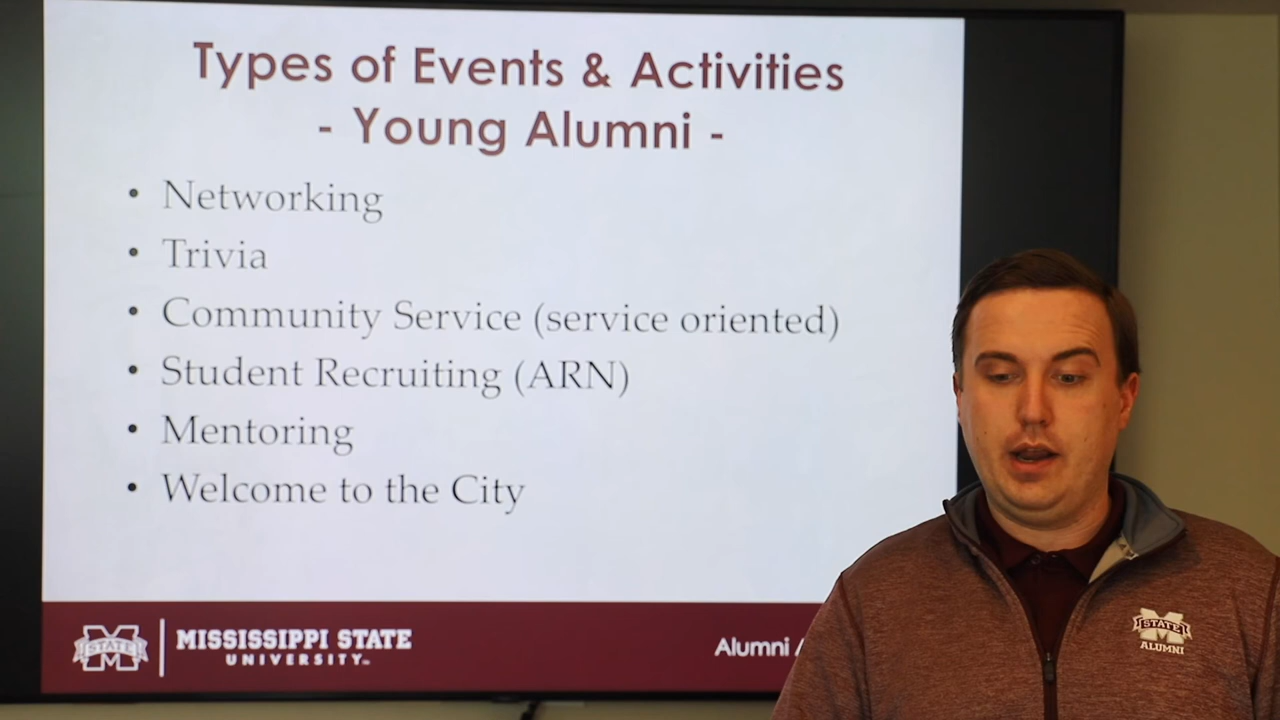 Types of Events & Activities
- Young Alumni -
• Networking
• Trivia
• Community Service (service oriented)
• Student Recruiting (ARN)
• Mentoring
• Welcome to the City
STATE
MISSISSIPPI STATE
UNIVERSITY™
Alumni
STATE
ALUMNI